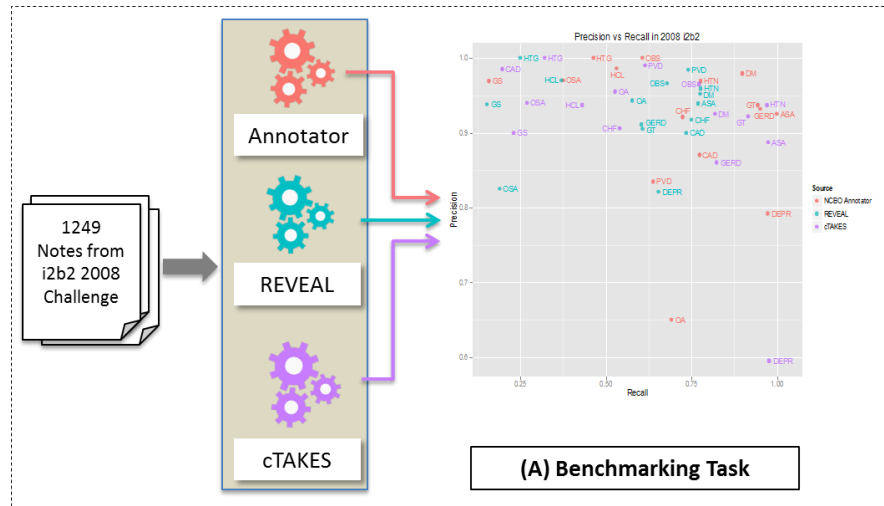 1249
Notes from
i2b2 2008
Challenge
Annotator
REVEAL
cTAKES
Precision vs Recall in 2008 i2b2
Precision
1.0
0.9
0.8
0.7
0.6
HTG HTG HTG OBS
CAD HCL PVD PVD DM
GS HCL OSA OBS OBS HTN
OA HTN
DM
GS OSA HCL OA ASA GT HTN
CHF DM GERD ASA
GS CHF GERD CHF GT
GT CAD ASA
CAD GERD
OSA PVD
DEPR
DEPR
OA
DEPR
0.25 0.50 0.75 1.00
Recall
Source
NCBO Annotator
REVEAL
cTAKES
(A) Benchmarking Task